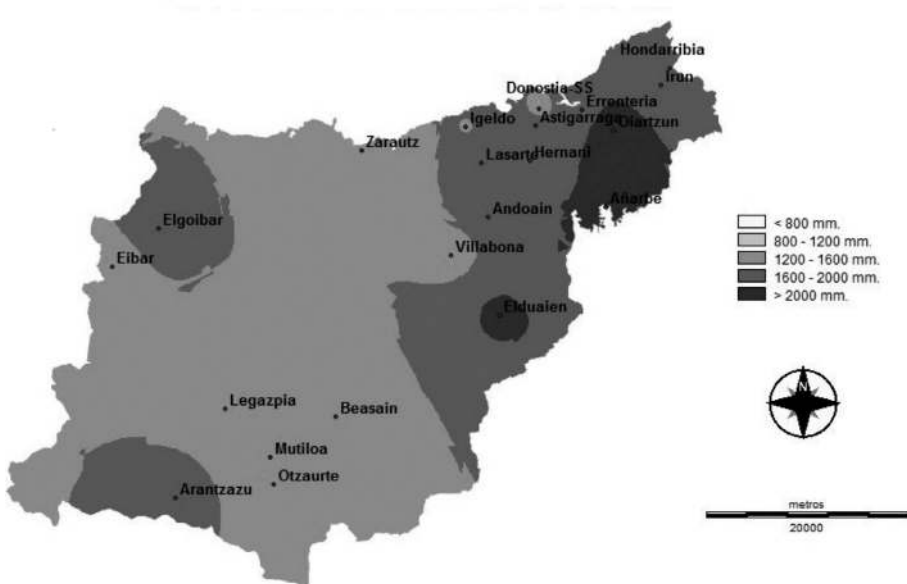 Hondarribia
Irun
Donostia-SS
Errenteria
Igeldo
Astigarraga
Oiartzun
Zarautz
Lasarte
Hernani
Añarbe
Andoain
Elgoibar
Villabona
Eibar
Elduaien
Legazpia
Beasain
Mutiloa
Otzaurte
Arantzazu
< 800 mm.
800 - 1200 mm.
1200 - 1600 mm.
1600 - 2000 mm.
> 2000 mm.
N
metros
20000